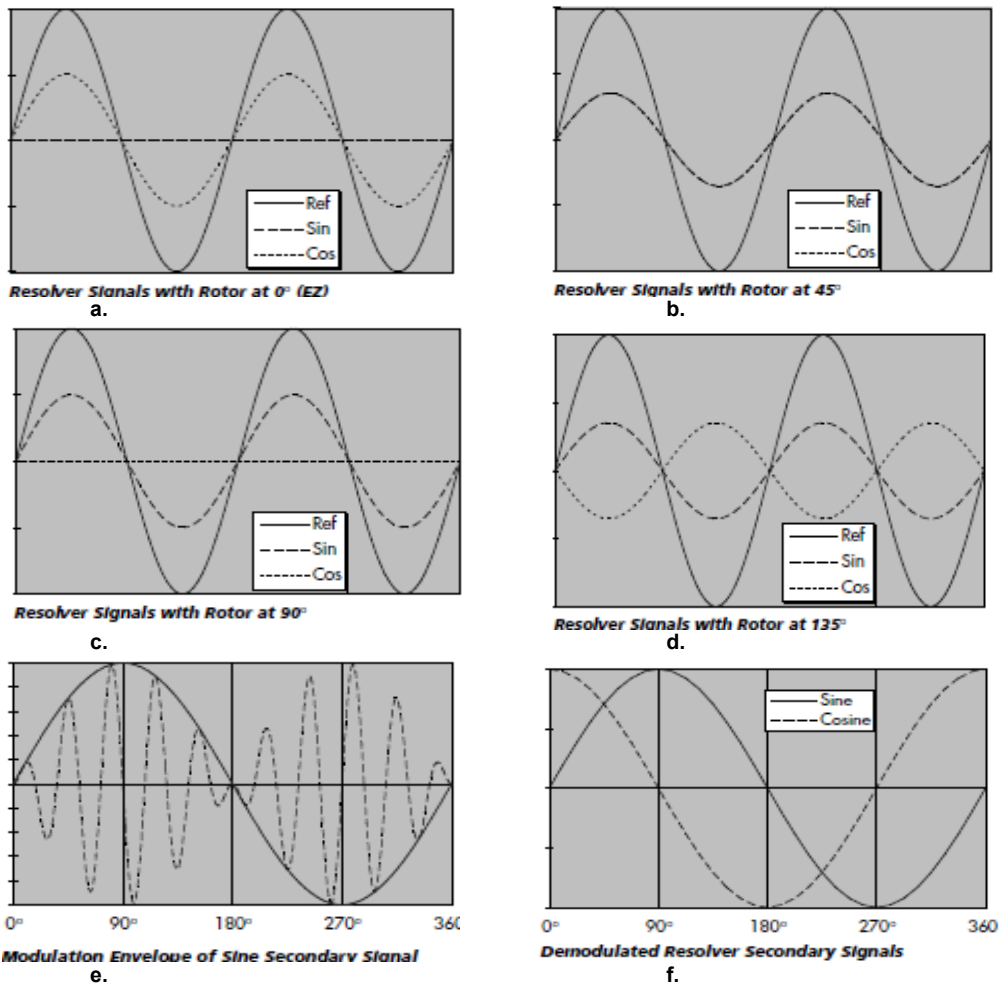 Ref
Sin
Cos
Resolver Signals with Rotor at 0° (EZ)
a.
Ref
Sin
Cos
Resolver Signals with Rotor at 45°
b.
Ref
Sin
Cos
Resolver Signals with Rotor at 90°
c.
Ref
Sin
Cos
Resolver Signals with Rotor at 135°
d.
0° 90° 180° 270° 360
Modulation Envelope of Sine Secondary Signal
e.
Sine
Cosine
0° 90° 180° 270° 360
Demodulated Resolver Secondary Signals
f.